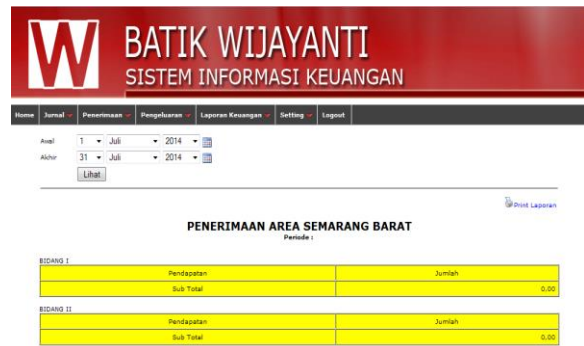 W BATIK WIJAYANTI
SISTEM INFORMASI KEUANGAN
Home Jurnal Penerimaan Pengeluaran Laporan Keuangan Setting Logout
Awal 1 Juli 2014
Akhir 31 Juli 2014
Lihat
Print Laporan
PENERIMAAN AREA SEMARANG BARAT
Periode :
BIDANG I
Pendapatan Jumlah
Sub Total 0.00
BIDANG II
Pendapatan Jumlah
Sub Total 0.00